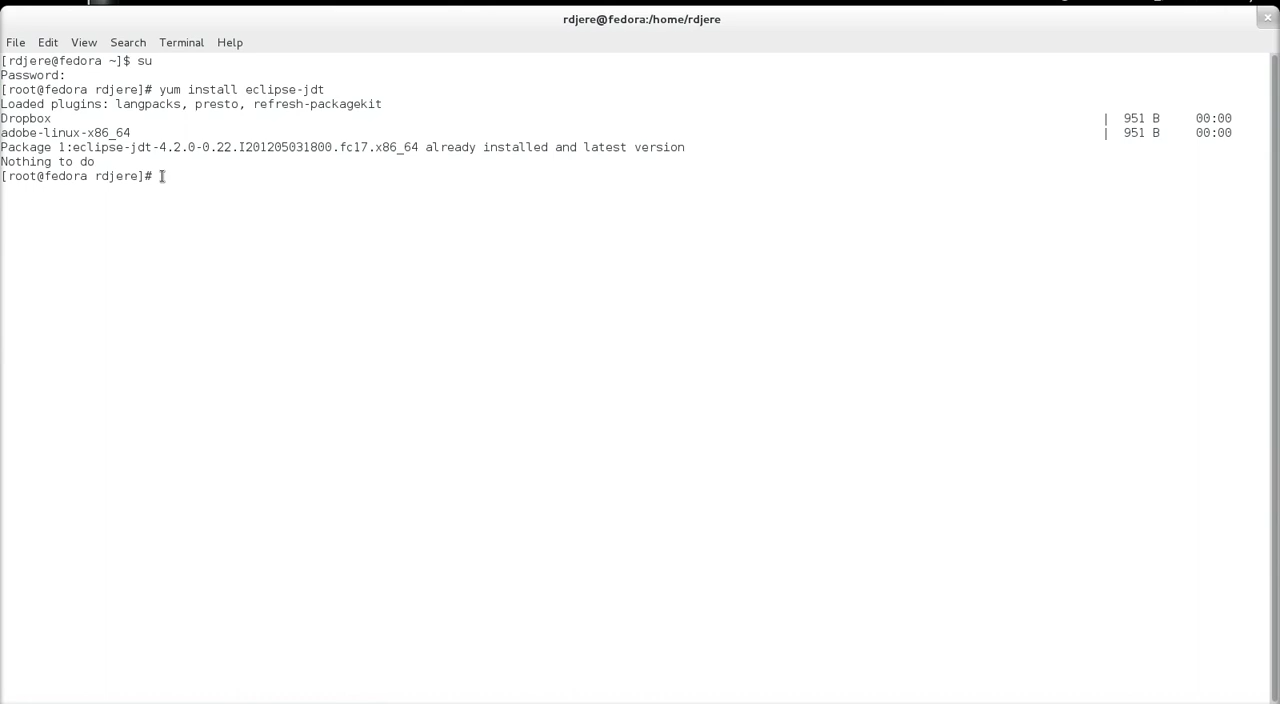 rdjere@fedora:/home/rdjere
×
File Edit View Search Terminal Help
[rdjere@fedora ~]$ su
Password:
[root@fedora rdjere]# yum install eclipse-jdt
Loaded plugins: langpacks, presto, refresh-packagekit
Dropbox | 951 B 00:00
adobe-linux-x86_64 | 951 B 00:00
Package 1:eclipse-jdt-4.2.0-0.22.I201205031800.fc17.x86_64 already installed and latest version
Nothing to do
[root@fedora rdjere]#